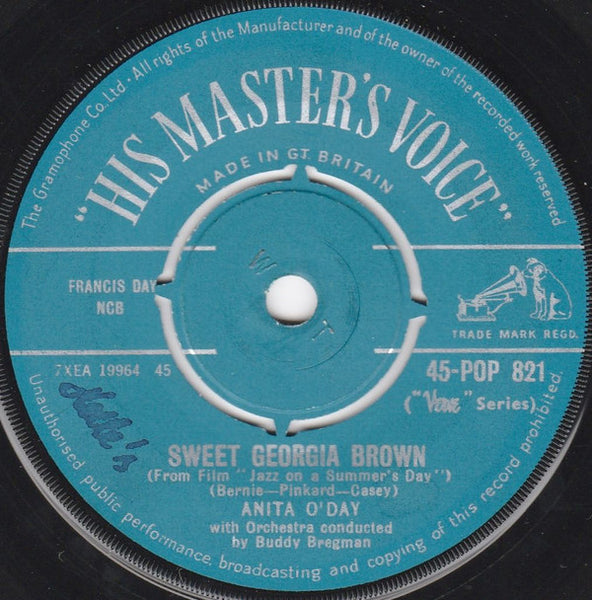 The Gramophone Co. Ltd. · All rights of the Manufacturer and of the owner of the recorded work reserved
"HIS MASTER'S VOICE"
MADE IN GT. BRITAIN
FRANCIS DAY
NCB
TRADE MARK REGD.
7XEA 19964 45
45-POP 821
("Verve" Series)
SWEET GEORGIA BROWN
(From Film "Jazz on a Summer's Day")
(Bernie—Pinkard—Casey)
ANITA O'DAY
with Orchestra conducted
by Buddy Bregman
Unauthorised public performance, broadcasting and copying of this record prohibited